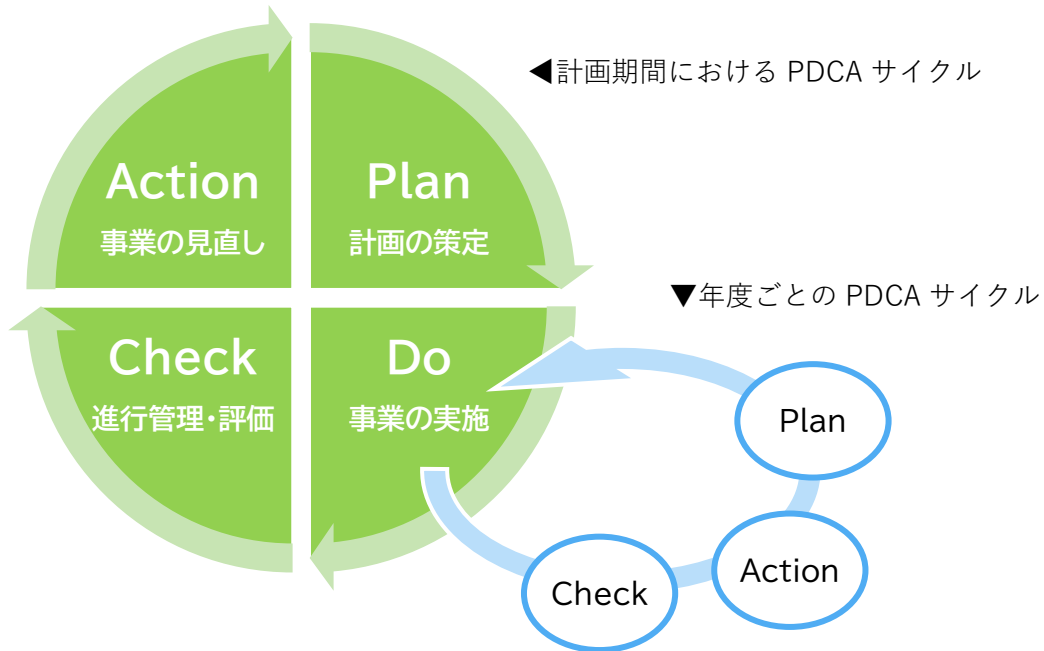 ◀計画期間における PDCA サイクル
Action
事業の見直し
Plan
計画の策定
▼年度ごとの PDCA サイクル
Check
進行管理・評価
Do
事業の実施
Plan
Action
Check